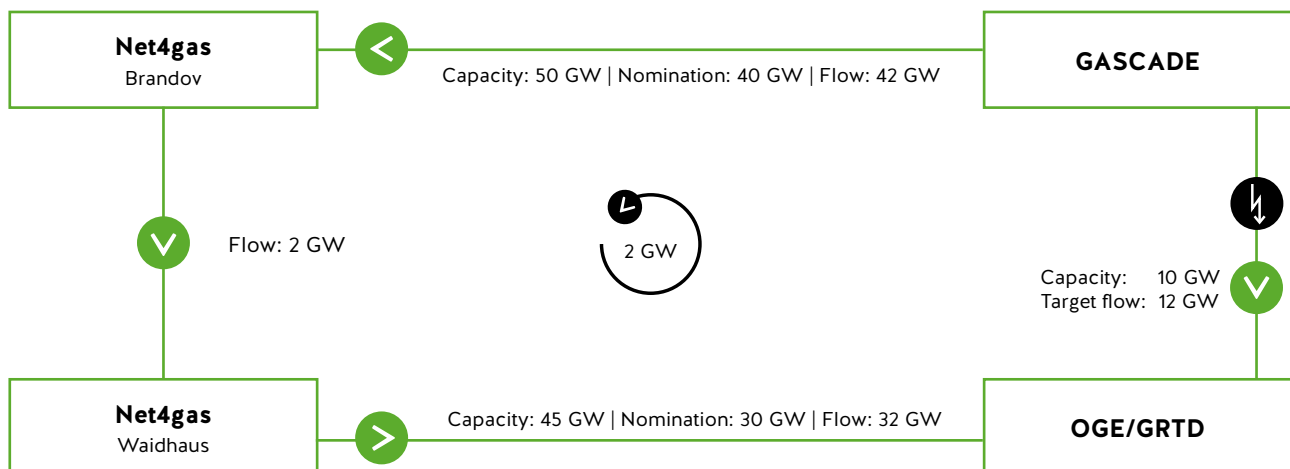 Net4gas
Brandov
GASCADE
Capacity: 50 GW | Nomination: 40 GW | Flow: 42 GW
Flow: 2 GW
2 GW
Capacity: 10 GW
Target flow: 12 GW
Net4gas
Waidhaus
Capacity: 45 GW | Nomination: 30 GW | Flow: 32 GW
OGE/GRTD